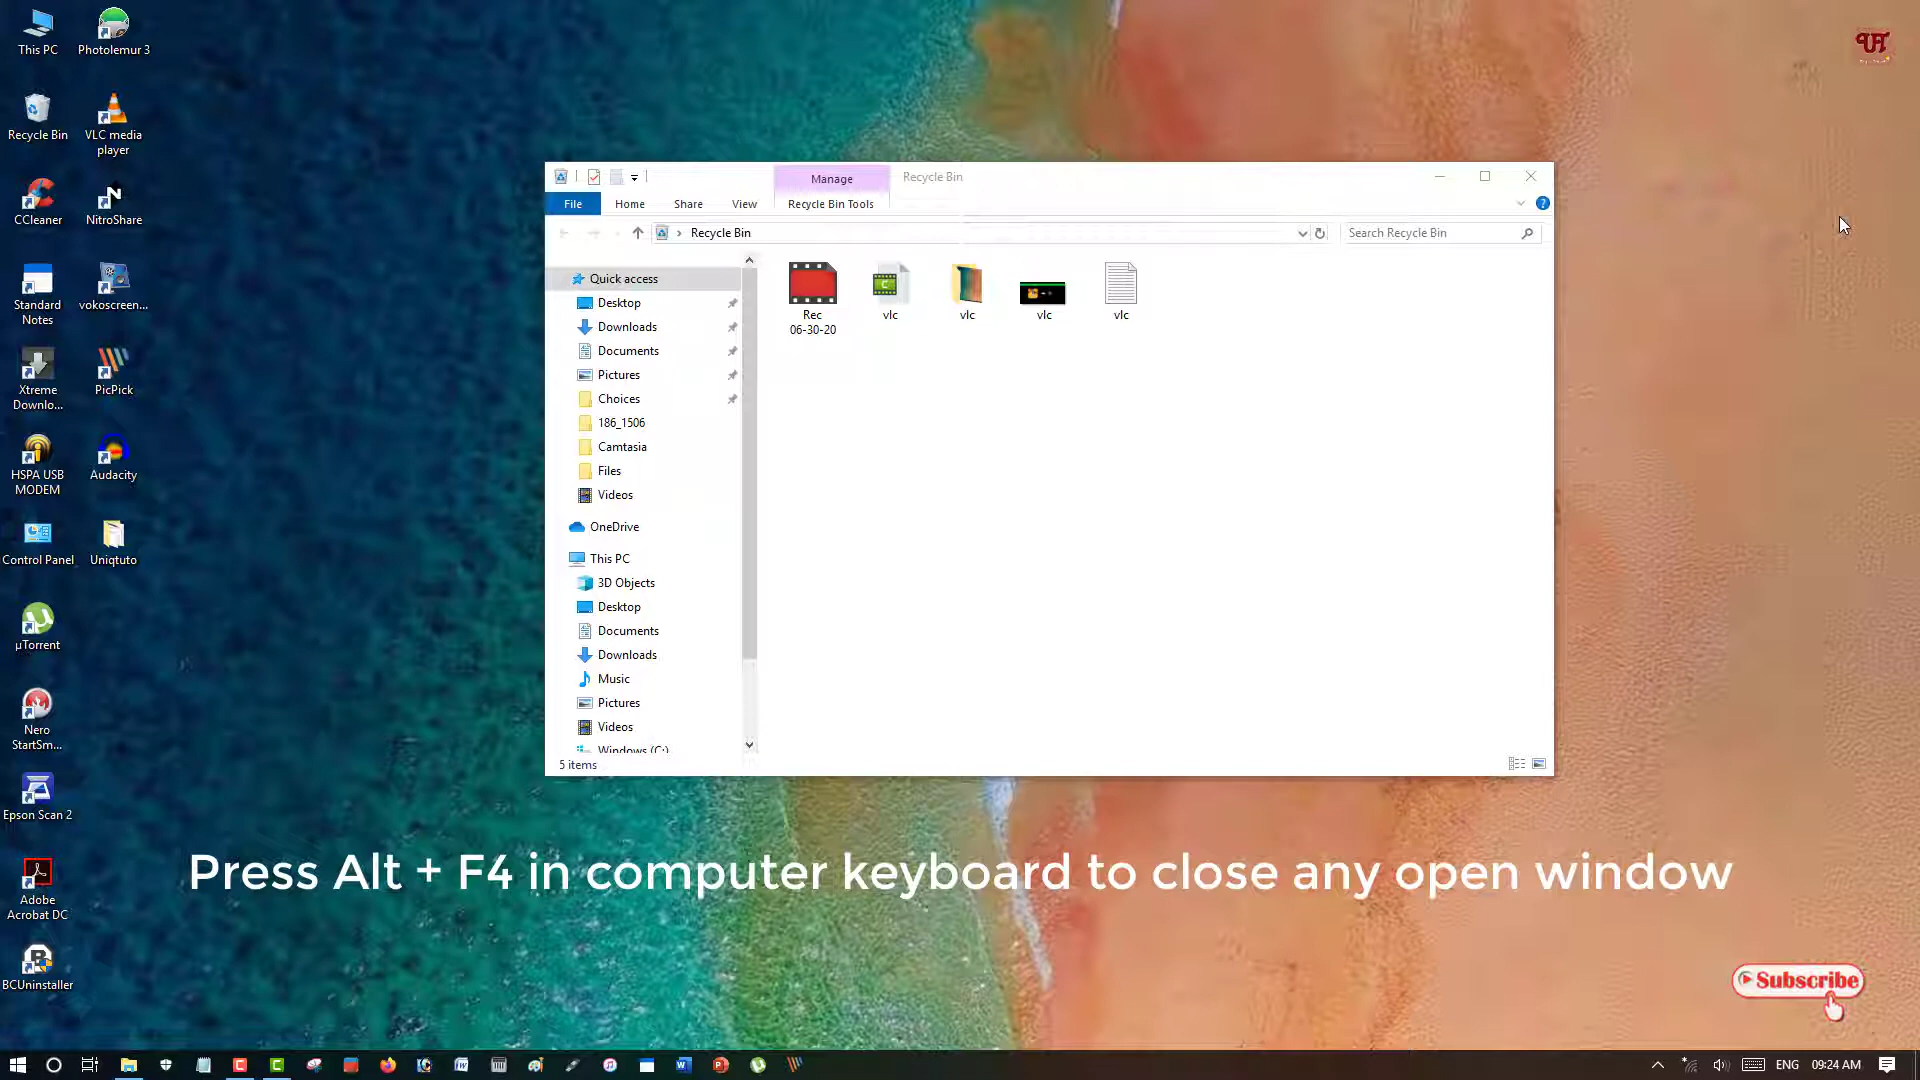 This PC
Photolemur 3
Recycle Bin
VLC media
player
CCleaner
NitroShare
Standard
Notes
vokoscreen...
Xtreme
Downlo...
PicPick
HSPA USB
MODEM
Audacity
Control Panel
Uniqtuto
µTorrent
Nero
StartSm...
Epson Scan 2
Adobe
Acrobat DC
BCUninstaller
Manage
Recycle Bin
File
Home
Share
View
Recycle Bin Tools
Recycle Bin
Search Recycle Bin
Quick access
Desktop
Downloads
Documents
Pictures
Choices
186_1506
Camtasia
Files
Videos
OneDrive
This PC
3D Objects
Desktop
Documents
Downloads
Music
Pictures
Videos
Windows (C:)
Rec
06-30-20
vlc
vlc
vlc
vlc
5 items
Press Alt + F4 in computer keyboard to close any open window
Subscribe
ENG
09:24 AM